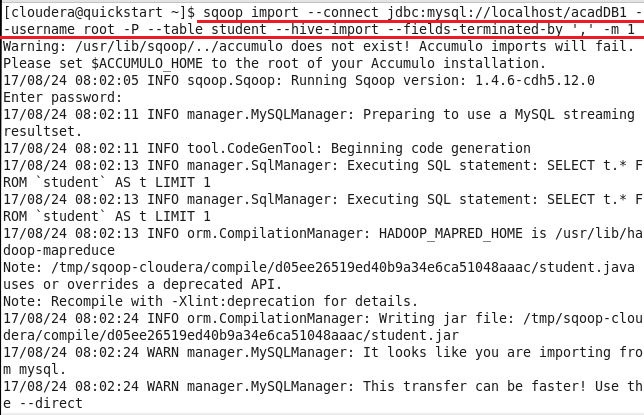 [cloudera@quickstart ~]$ sqoop import --connect jdbc:mysql://localhost/acadDB1 -
-username root -P --table student --hive-import --fields-terminated-by ',' -m 1
Warning: /usr/lib/sqoop/../accumulo does not exist! Accumulo imports will fail.
Please set $ACCUMULO_HOME to the root of your Accumulo installation.
17/08/24 08:02:05 INFO sqoop.Sqoop: Running Sqoop version: 1.4.6-cdh5.12.0
Enter password:
17/08/24 08:02:11 INFO manager.MySQLManager: Preparing to use a MySQL streaming
resultset.
17/08/24 08:02:11 INFO tool.CodeGenTool: Beginning code generation
17/08/24 08:02:13 INFO manager.SqlManager: Executing SQL statement: SELECT t.* F
ROM `student` AS t LIMIT 1
17/08/24 08:02:13 INFO manager.SqlManager: Executing SQL statement: SELECT t.* F
ROM `student` AS t LIMIT 1
17/08/24 08:02:13 INFO orm.CompilationManager: HADOOP_MAPRED_HOME is /usr/lib/ha
doop-mapreduce
Note: /tmp/sqoop-cloudera/compile/d05ee26519ed40b9a34e6ca51048aaac/student.java
uses or overrides a deprecated API.
Note: Recompile with -Xlint:deprecation for details.
17/08/24 08:02:24 INFO orm.CompilationManager: Writing jar file: /tmp/sqoop-clou
dera/compile/d05ee26519ed40b9a34e6ca51048aaac/student.jar
17/08/24 08:02:24 WARN manager.MySQLManager: It looks like you are importing fro
m mysql.
17/08/24 08:02:24 WARN manager.MySQLManager: This transfer can be faster! Use th
e --direct